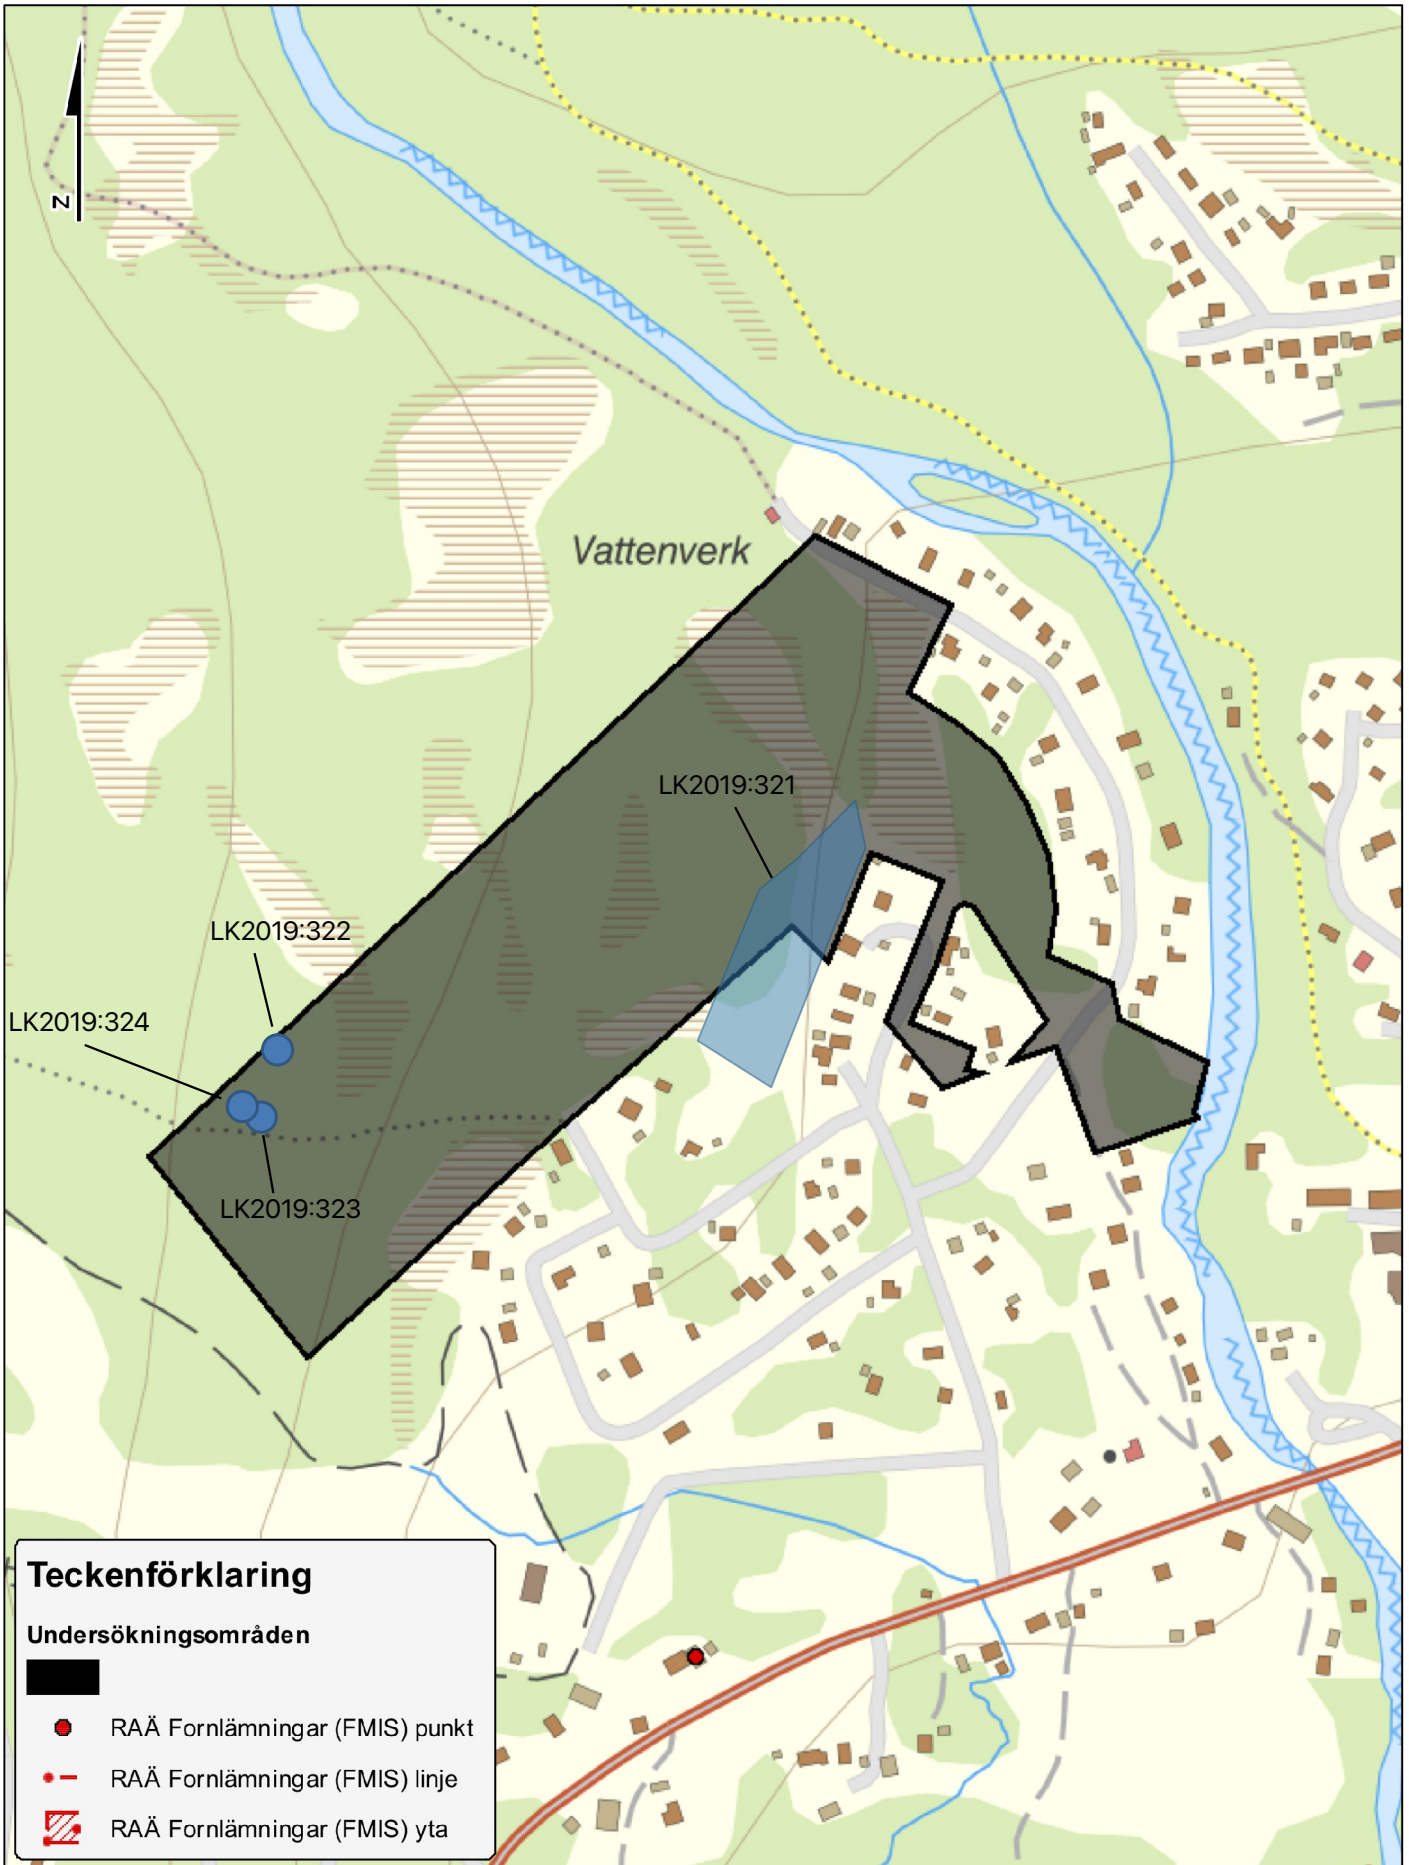 N
Vattenverk
LK2019:321
LK2019:322
LK2019:324
LK2019:323
Teckenförklaring
Undersökningsområden
RAÄ Fornlämningar (FMIS) punkt
RAÄ Fornlämningar (FMIS) linje
RAÄ Fornlämningar (FMIS) yta